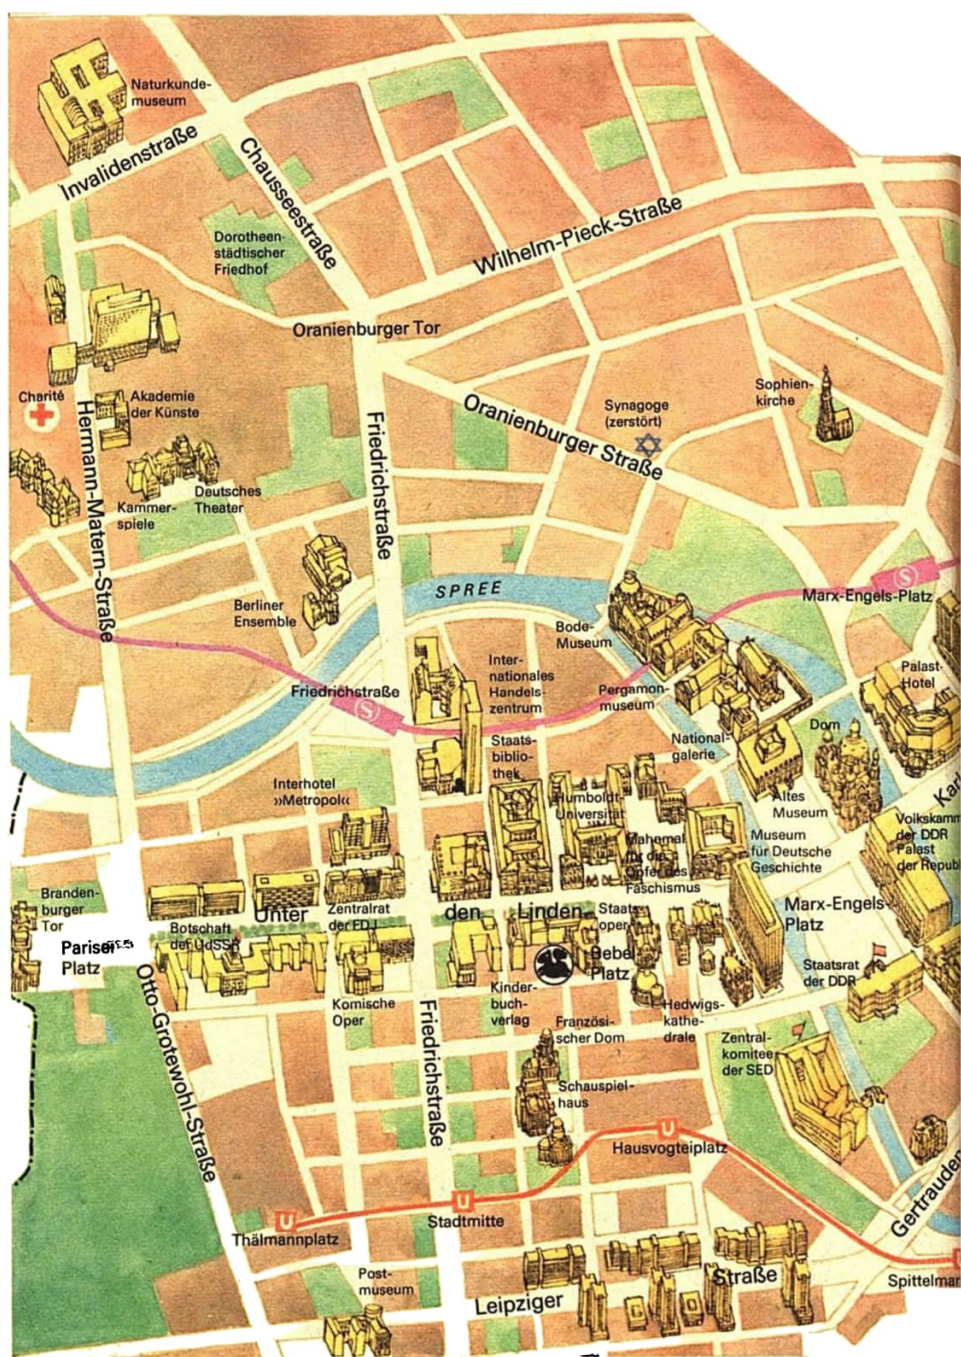 Naturkunde-
museum
Invalidenstraße
Chausseestraße
Dorotheen-
städtischer
Friedhof
Wilhelm-Pieck-Straße
Oranienburger Tor
Charité
Akademie
der Künste
Hermann-Matern-Straße
Friedrichstraße
Oranienburger Straße
Synagoge
(zerstört)
Sophien-
kirche
Kammer-
spiele
Deutsches
Theater
SPREE
Berliner
Ensemble
Bode-
Museum
S
Marx-Engels-Platz
Inter-
nationales
Handels-
zentrum
Friedrichstraße
S
Pergamon-
museum
Palast-
Hotel
National-
galerie
Dom
Staats-
biblio-
thek
Interhotel
»Metropol«
Humboldt-
Universität
Altes
Museum
Karl
Mahnmal
für die
Opfer des
Faschismus
Museum
für Deutsche
Geschichte
Volkskamm
der DDR
Palast
der Republ
Branden-
burger
Tor
Pariser
Platz
Botschaft
der UdSSR
Unter den Linden
Zentralrat
der FDJ
Staats-
oper
Bebel-
Platz
Marx-Engels-
Platz
Staatsrat
der DDR
Otto-Grotewohl-Straße
Komische
Oper
Friedrichstraße
Kinder-
buch-
verlag
Französi-
scher Dom
Hedwigs-
kathe-
drale
Zentral-
komitee
der SED
Schauspiel-
haus
U
Hausvogteiplatz
U
Thälmannplatz
U
Stadtmitte
Gertrauden
Spittelmar
Post-
museum
Leipziger Straße